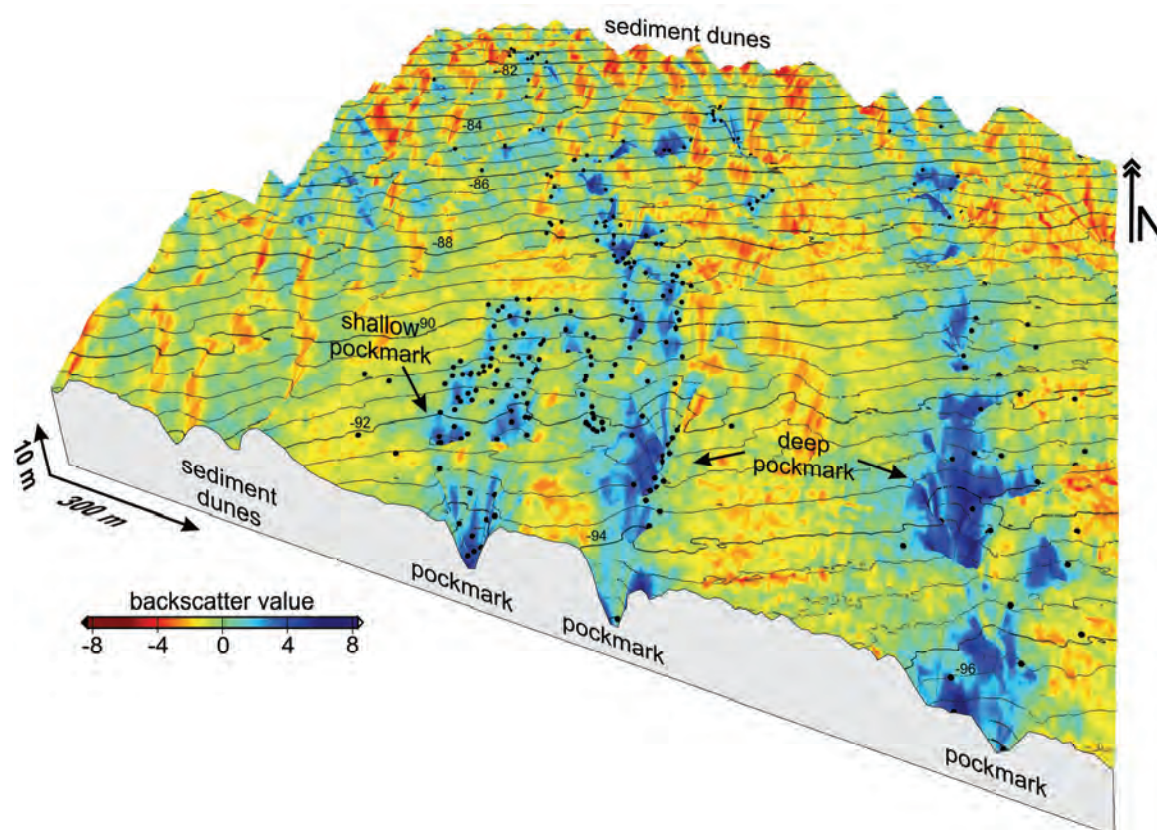 sediment dunes
-82
-84
-86
-88
N
shallow
90
pockmark
-92
deep
pockmark
10 m
300 m
sediment
dunes
-94
pockmark
backscatter value
-8 -4 0 4 8
pockmark
-96
pockmark